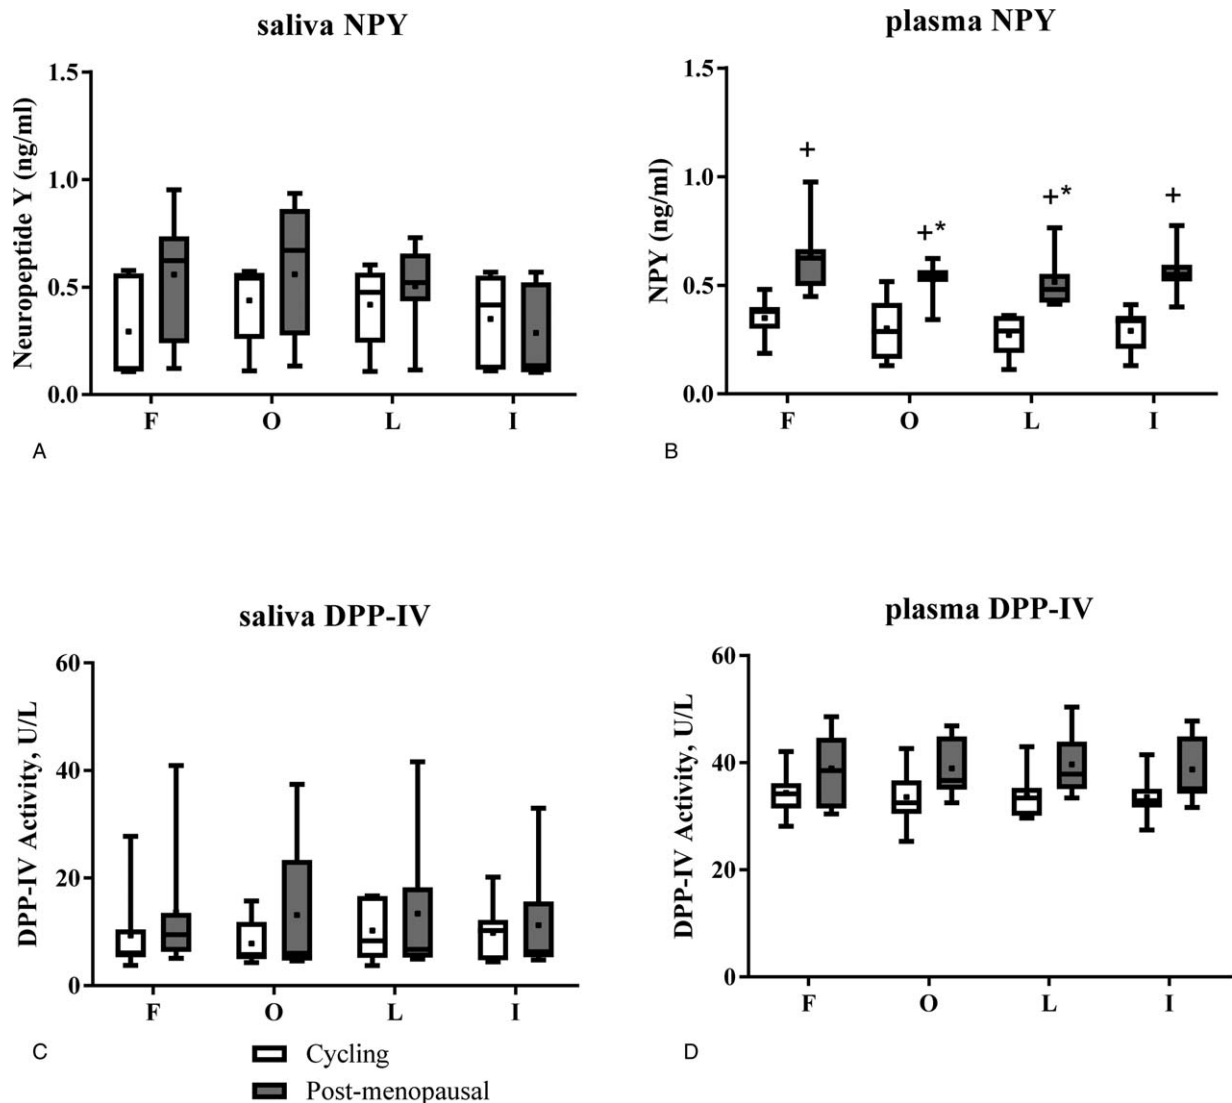 saliva NPY
Neuropeptide Y (ng/ml)
1.5
1.0
0.5
0.0
F O L I
A
plasma NPY
NPY (ng/ml)
1.5
1.0
0.5
0.0
+
+*
+*
+
F O L I
B
saliva DPP-IV
DPP-IV Activity, U/L
60
40
20
0
F O L I
C
plasma DPP-IV
DPP-IV Activity, U/L
60
40
20
0
F O L I
D
Cycling
Post-menopausal